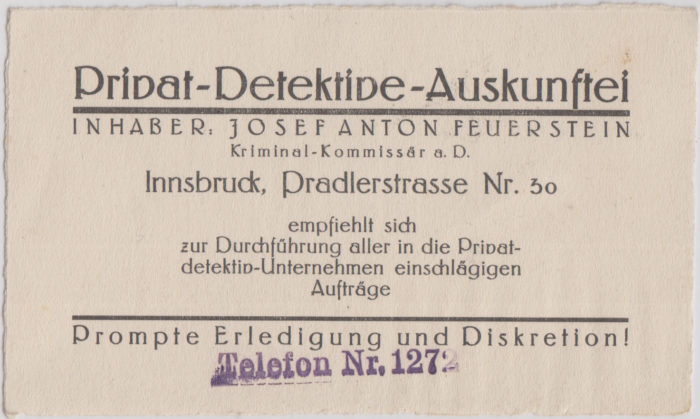 Privat-Detektive-Auskunftei
INHABER: JOSEF ANTON FEUERSTEIN
Kriminal-Kommissär a. D.
Innsbruck, Pradlerstrasse Nr. 30
empfiehlt sich
zur Durchführung aller in die Privat-
detektiv-Unternehmen einschlägigen
Aufträge
Prompte Erledigung und Diskretion!
Telefon Nr. 1272